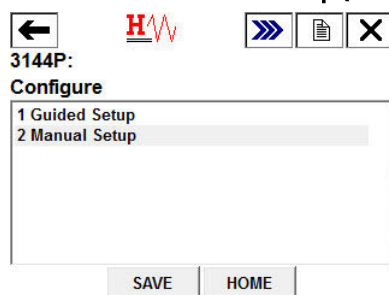 H
3144P:
Configure
1 Guided Setup
2 Manual Setup
SAVE HOME